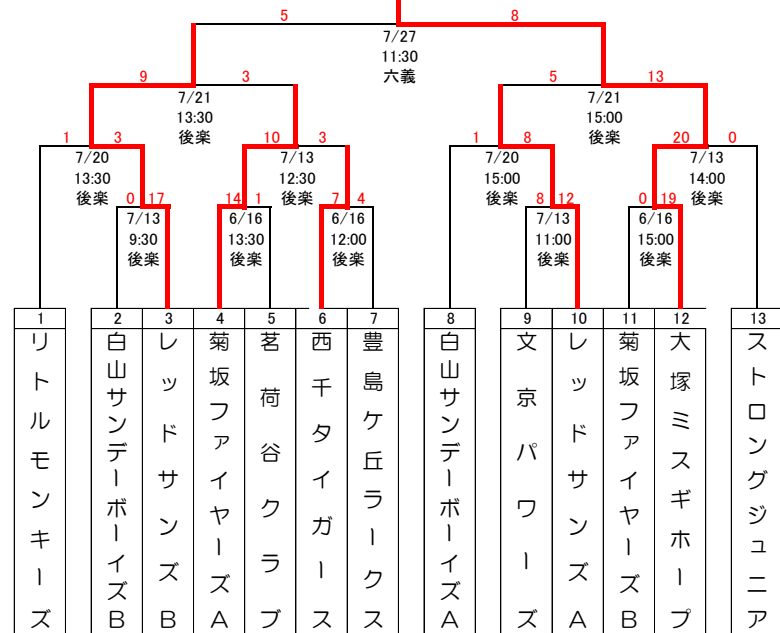 5 8
7/27
11:30
六義
9 3 5 13
7/21 7/21
13:30 15:00
後楽 後楽
1 3 10 3 1 8 20 0
7/20 7/13 7/20 7/13
13:30 12:30 15:00 14:00
後楽 後楽 後楽 後楽
0 17 14 1 7 4 8 12 0 19
7/13 6/16 6/16 7/13 6/16
9:30 13:30 12:00 11:00 15:00
後楽 後楽 後楽 後楽 後楽
1 2 3 4 5 6 7 8 9 10 11 12 13
リトルモンキーズ
白山サンデーボーイズB
レッドサンズB
菊坂ファイヤーズA
茗荷谷クラブ
西千タイガース
豊島ケ丘ラークス
白山サンデーボーイズA
文京パワーズ
レッドサンズA
菊坂ファイヤーズB
大塚ミスギホープ
ストロングジュニア